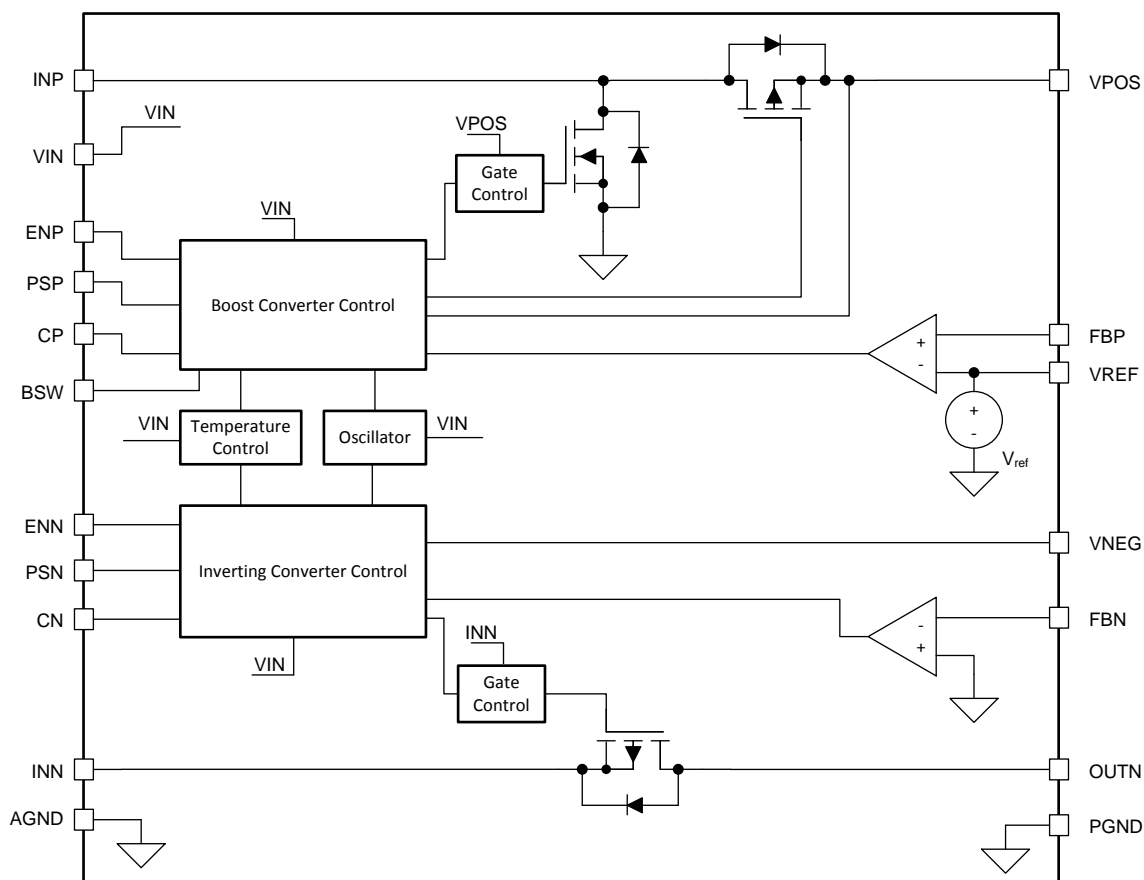 INP
VPOS
VIN
VIN
VPOS
Gate
Control
VIN
ENP
PSP
Boost Converter Control
CP
+
-
FBP
VREF
BSW
VIN
Temperature
Control
Oscillator
VIN
+
-
Vref
ENN
VNEG
PSN
Inverting Converter Control
CN
-
+
FBN
VIN
INN
Gate
Control
INN
OUTN
AGND
PGND